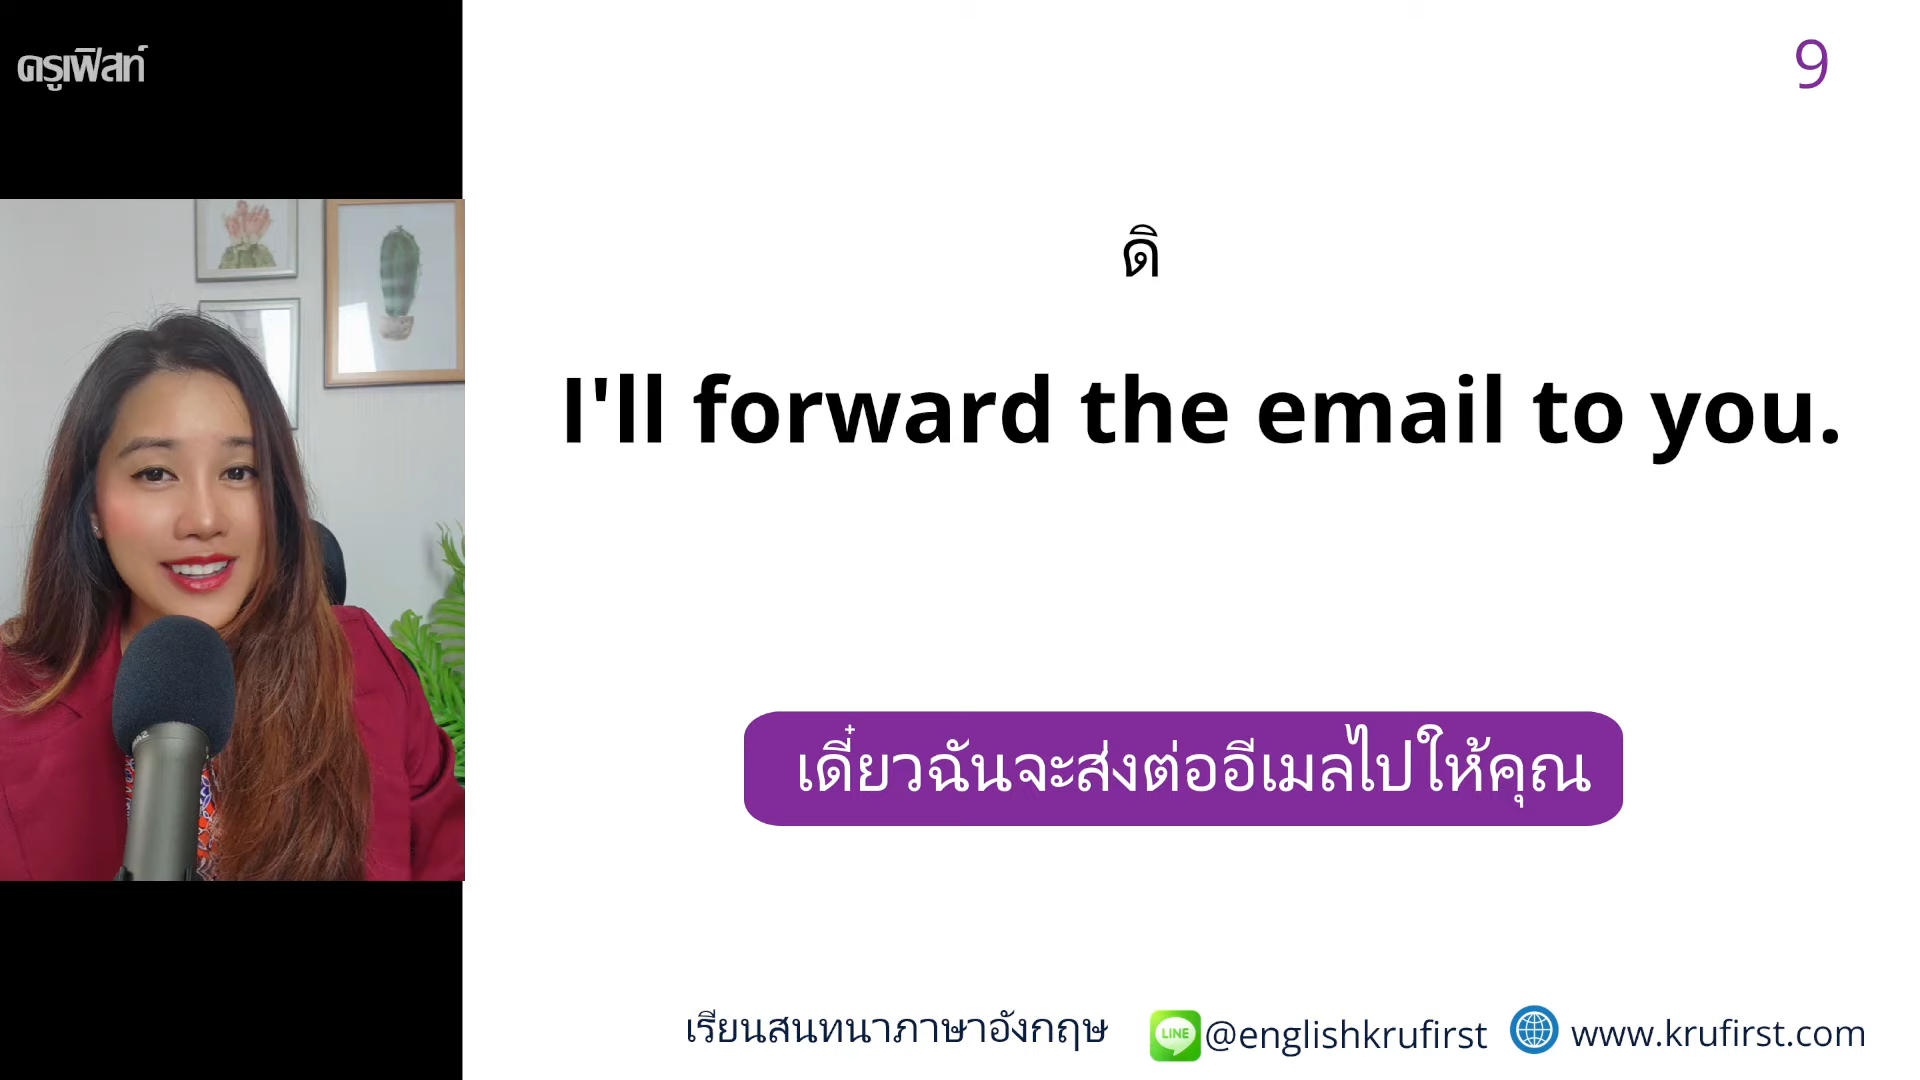 ครูเฟิสท์
9
ดิ
I'll forward the email to you.
เดี๋ยวฉันจะส่งต่ออีเมลไปให้คุณ
เรียนสนทนาภาษาอังกฤษ LINE @englishkrufirst www.krufirst.com